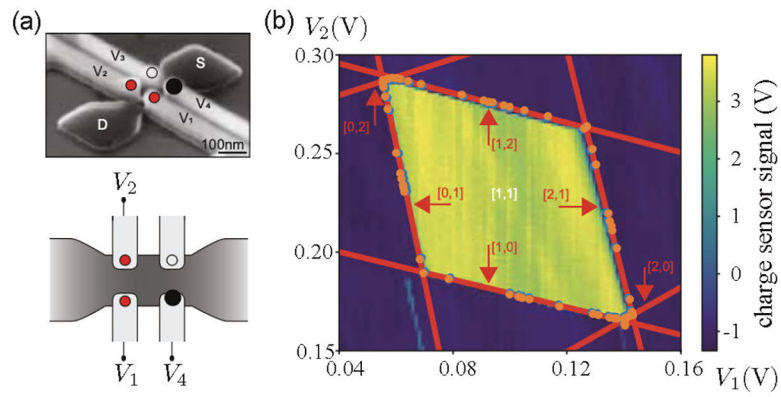 (a)
V₃
V₂
S
V₄
V₁
D
100nm
V₂
V₁
V₄
(b)
V₂(V)
0.30
0.25
0.20
0.15
0.04
0.08
0.12
0.16
V₁(V)
[0,2]
[1,2]
[0,1]
[1,1]
[2,1]
[1,0]
[2,0]
3
2
1
0
-1
charge sensor signal (V)